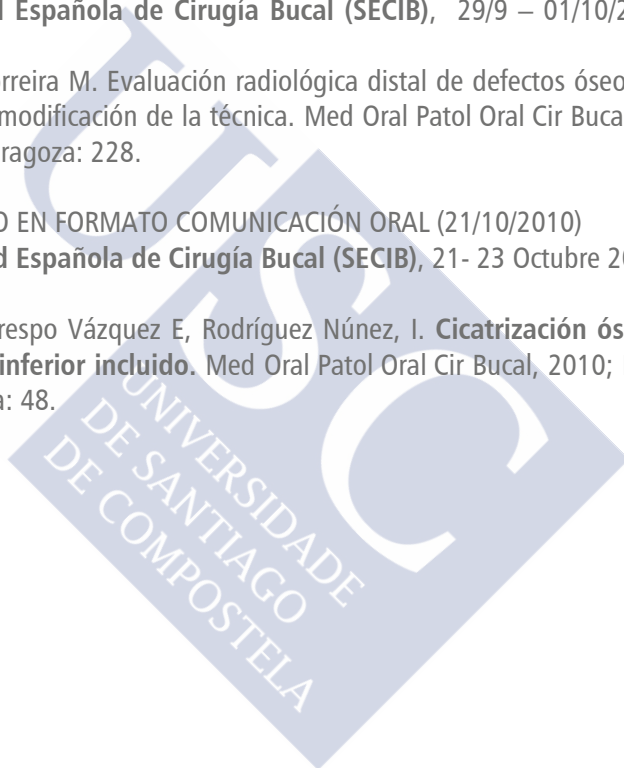 Española de Cirugía Bucal (SECIB), 29/9 – 01/10/2
rreira M. Evaluación radiológica distal de defectos óseo
modificación de la técnica. Med Oral Patol Oral Cir Buca
ragoza: 228.
O EN FORMATO COMUNICACIÓN ORAL (21/10/2010)
d Española de Cirugía Bucal (SECIB), 21- 23 Octubre 20
respo Vázquez E, Rodríguez Núnez, I. Cicatrización ós
inferior incluido. Med Oral Patol Oral Cir Bucal, 2010;
a: 48.
USC
UNIVERSIDADE
DE SANTIAGO
DE COMPOSTELA